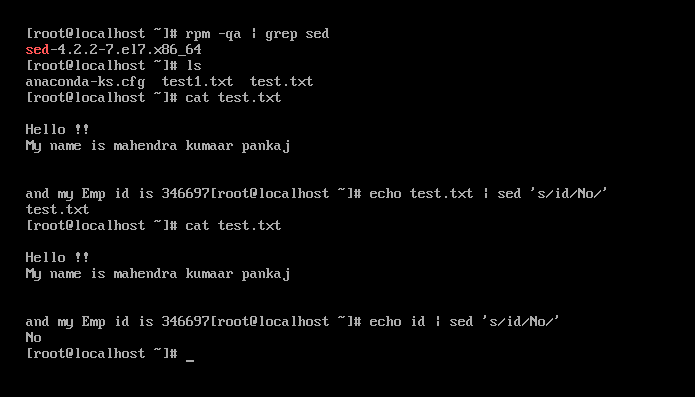 [root@localhost ~]# rpm -qa | grep sed
sed-4.2.2-7.el7.x86_64
[root@localhost ~]# ls
anaconda-ks.cfg  test1.txt  test.txt
[root@localhost ~]# cat test.txt
Hello !!
My name is mahendra kumaar pankaj
and my Emp id is 346697[root@localhost ~]# echo test.txt | sed 's/id/No/'
test.txt
[root@localhost ~]# cat test.txt
Hello !!
My name is mahendra kumaar pankaj
and my Emp id is 346697[root@localhost ~]# echo id | sed 's/id/No/'
No
[root@localhost ~]# _